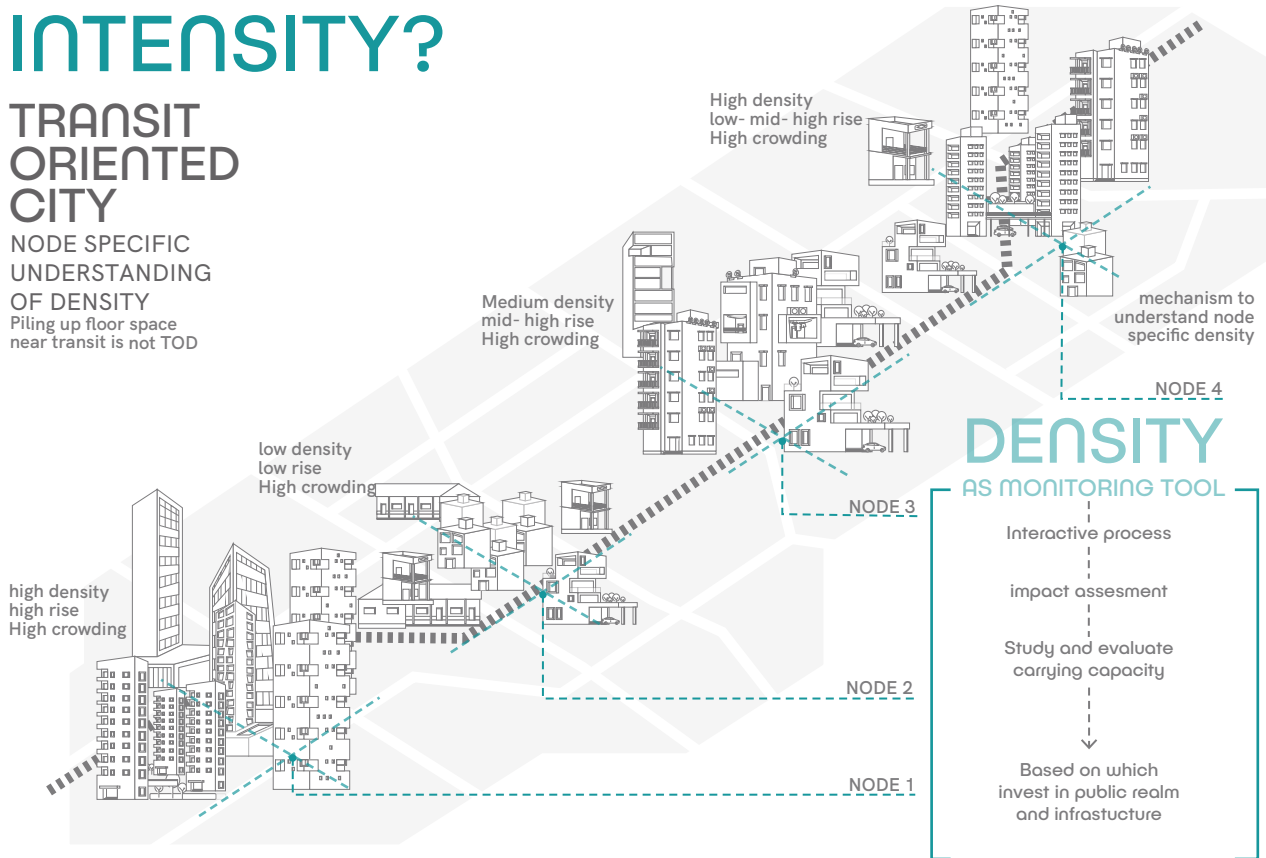 INTENSITY?
TRANSIT
ORIENTED
CITY
NODE SPECIFIC
UNDERSTANDING
OF DENSITY
Piling up floor space
near transit is not TOD
High density
low- mid- high rise
High crowding
Medium density
mid- high rise
High crowding
low density
low rise
High crowding
high density
high rise
High crowding
mechanism to
understand node
specific density
NODE 4
NODE 3
NODE 2
NODE 1
DENSITY
AS MONITORING TOOL
Interactive process
impact assesment
Study and evaluate
carrying capacity
Based on which
invest in public realm
and infrastucture